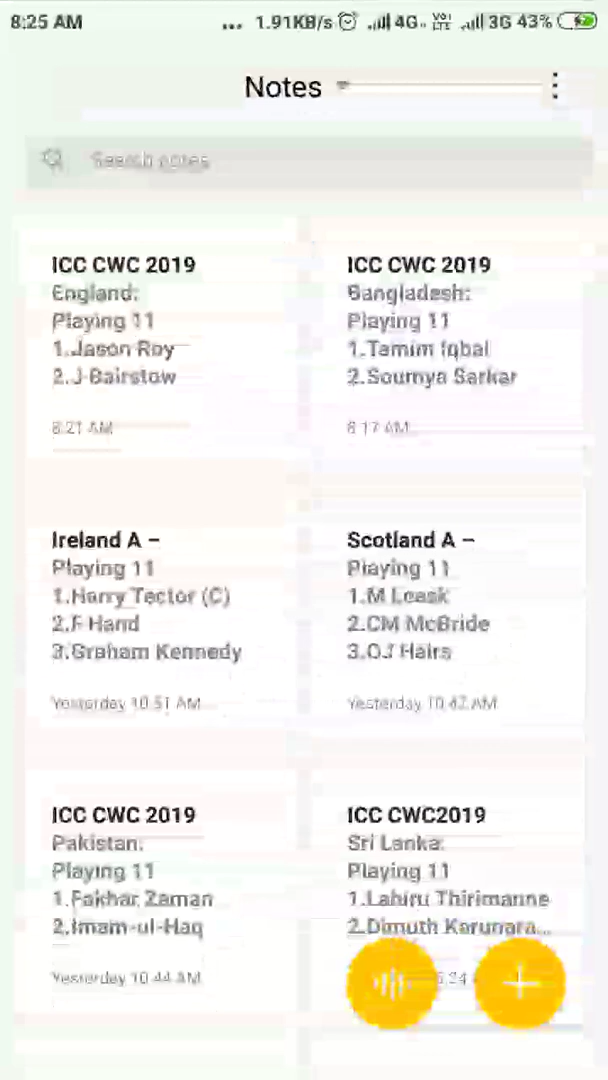 8:25 AM
... 1.91KB/s 4G 3G 43%
Notes
Search notes
ICC CWC 2019
England:
Playing 11
1.Jason Roy
2.J Bairstow
8:21 AM
ICC CWC 2019
Bangladesh:
Playing 11
1.Tamim Iqbal
2.Soumya Sarkar
8:17 AM
Ireland A –
Playing 11
1.Harry Tector (C)
2.F Hand
3.Graham Kennedy
Yesterday 10:51 AM
Scotland A –
Playing 11
1.M Leask
2.CM McBride
3.OJ Hairs
Yesterday 10:47 AM
ICC CWC 2019
Pakistan:
Playing 11
1.Fakhar Zaman
2.Imam-ul-Haq
Yesterday 10:44 AM
ICC CWC2019
Sri Lanka:
Playing 11
1.Lahiru Thirimanne
2.Dimuth Karunara...